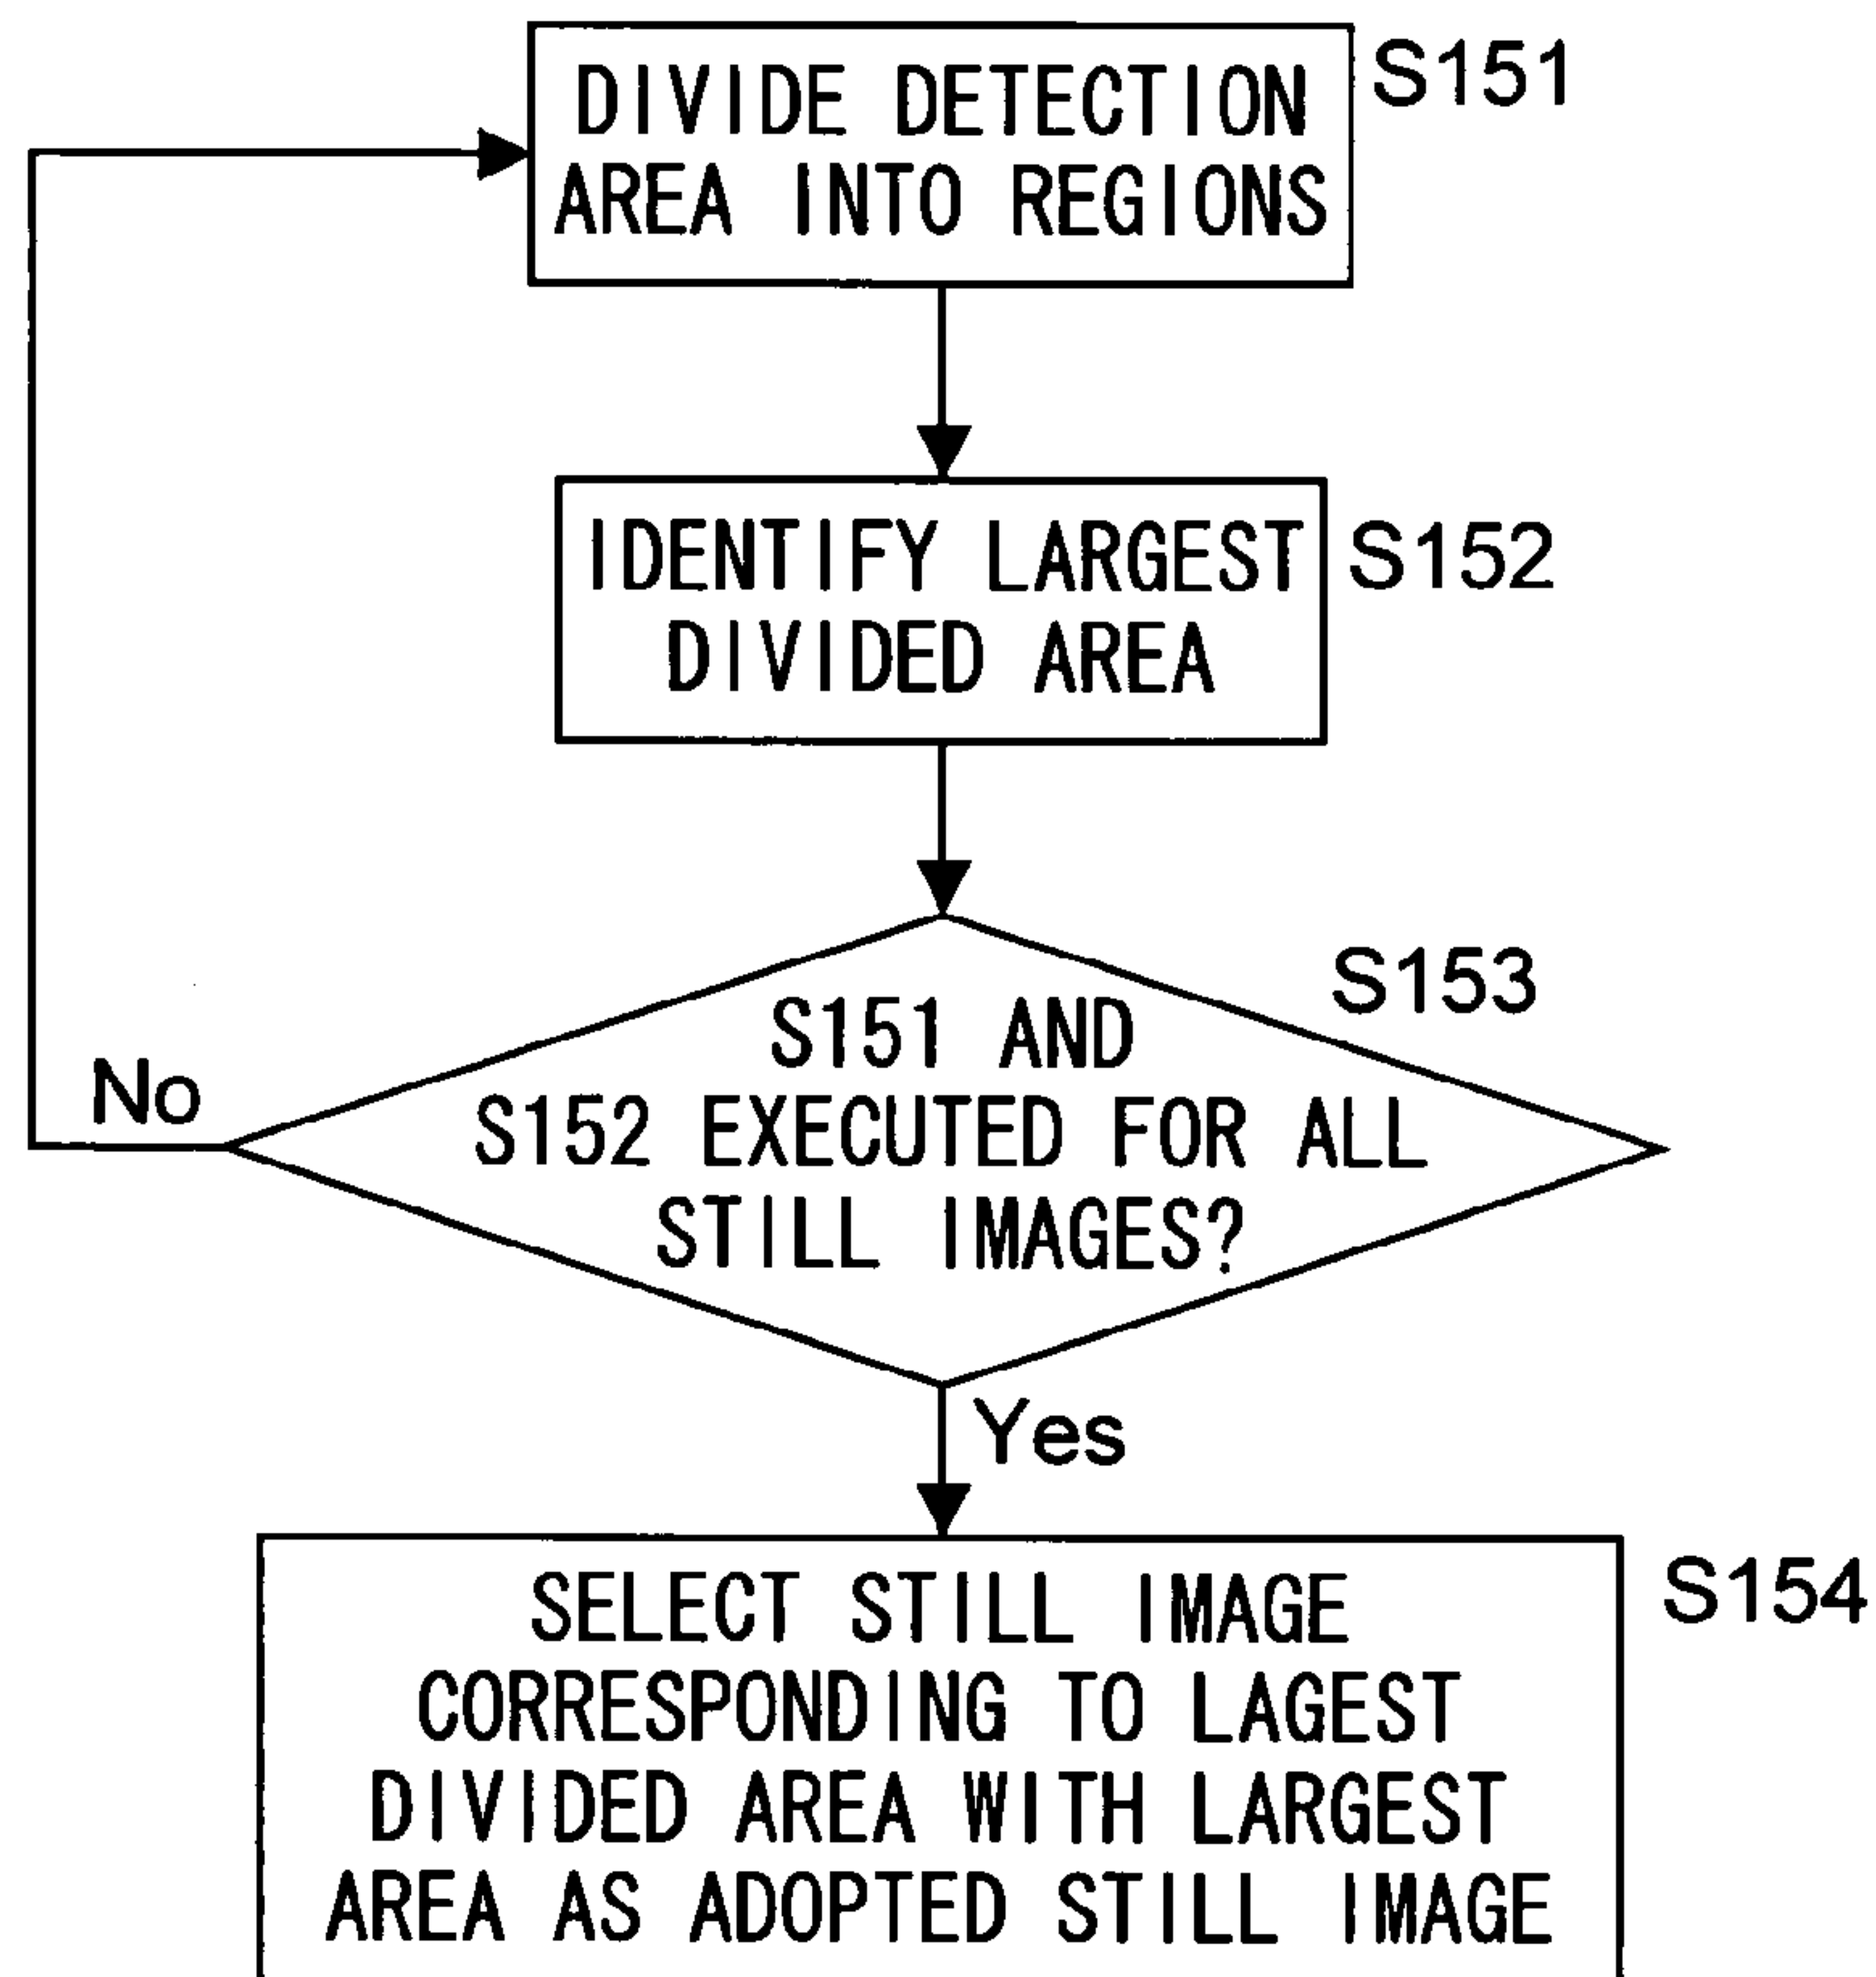 DIVIDE DETECTION
AREA INTO REGIONS
S151
IDENTIFY LARGEST
DIVIDED AREA
S152
S153
S151 AND
S152 EXECUTED FOR ALL
STILL IMAGES?
No
Yes
SELECT STILL IMAGE
CORRESPONDING TO LAGEST
DIVIDED AREA WITH LARGEST
AREA AS ADOPTED STILL IMAGE
S154